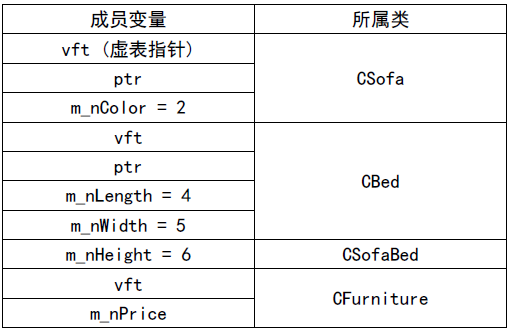 成员变量 所属类
vft (虚表指针)
ptr
m_nColor = 2
CSofa
vft
ptr
m_nLength = 4
m_nWidth = 5
CBed
m_nHeight = 6 CSofaBed
vft
m_nPrice
CFurniture